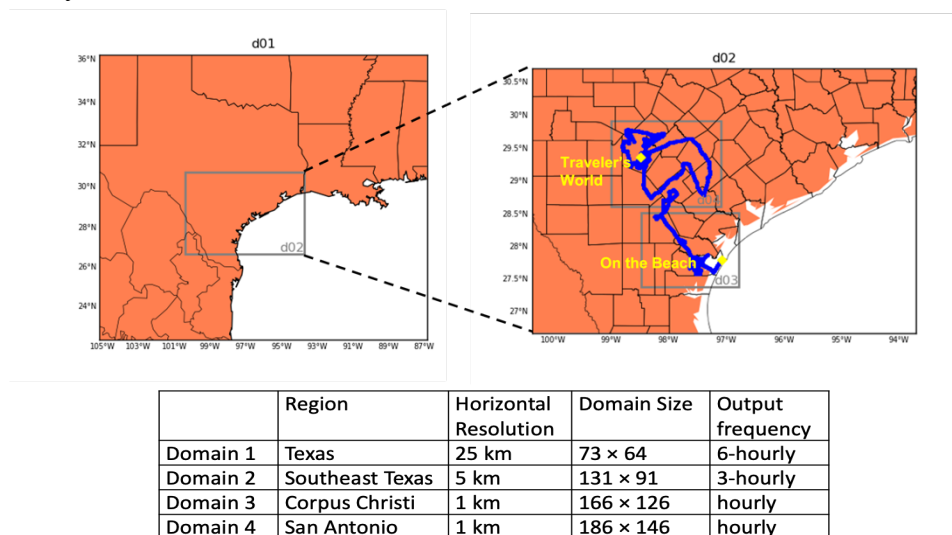 d01
36°N
34°N
32°N
30°N
28°N
26°N
24°N
105°W 103°W 101°W 99°W 97°W 95°W 93°W 91°W 89°W 87°W
d02
d02
30.5°N
30°N
29.5°N
29°N
28.5°N
28°N
27.5°N
27°N
100°W 99°W 98°W 97°W 96°W 95°W 94°W
Traveler's
World
On the Beach
d03
Region Horizontal Resolution Domain Size Output frequency
Domain 1 Texas 25 km 73 × 64 6-hourly
Domain 2 Southeast Texas 5 km 131 × 91 3-hourly
Domain 3 Corpus Christi 1 km 166 × 126 hourly
Domain 4 San Antonio 1 km 186 × 146 hourly